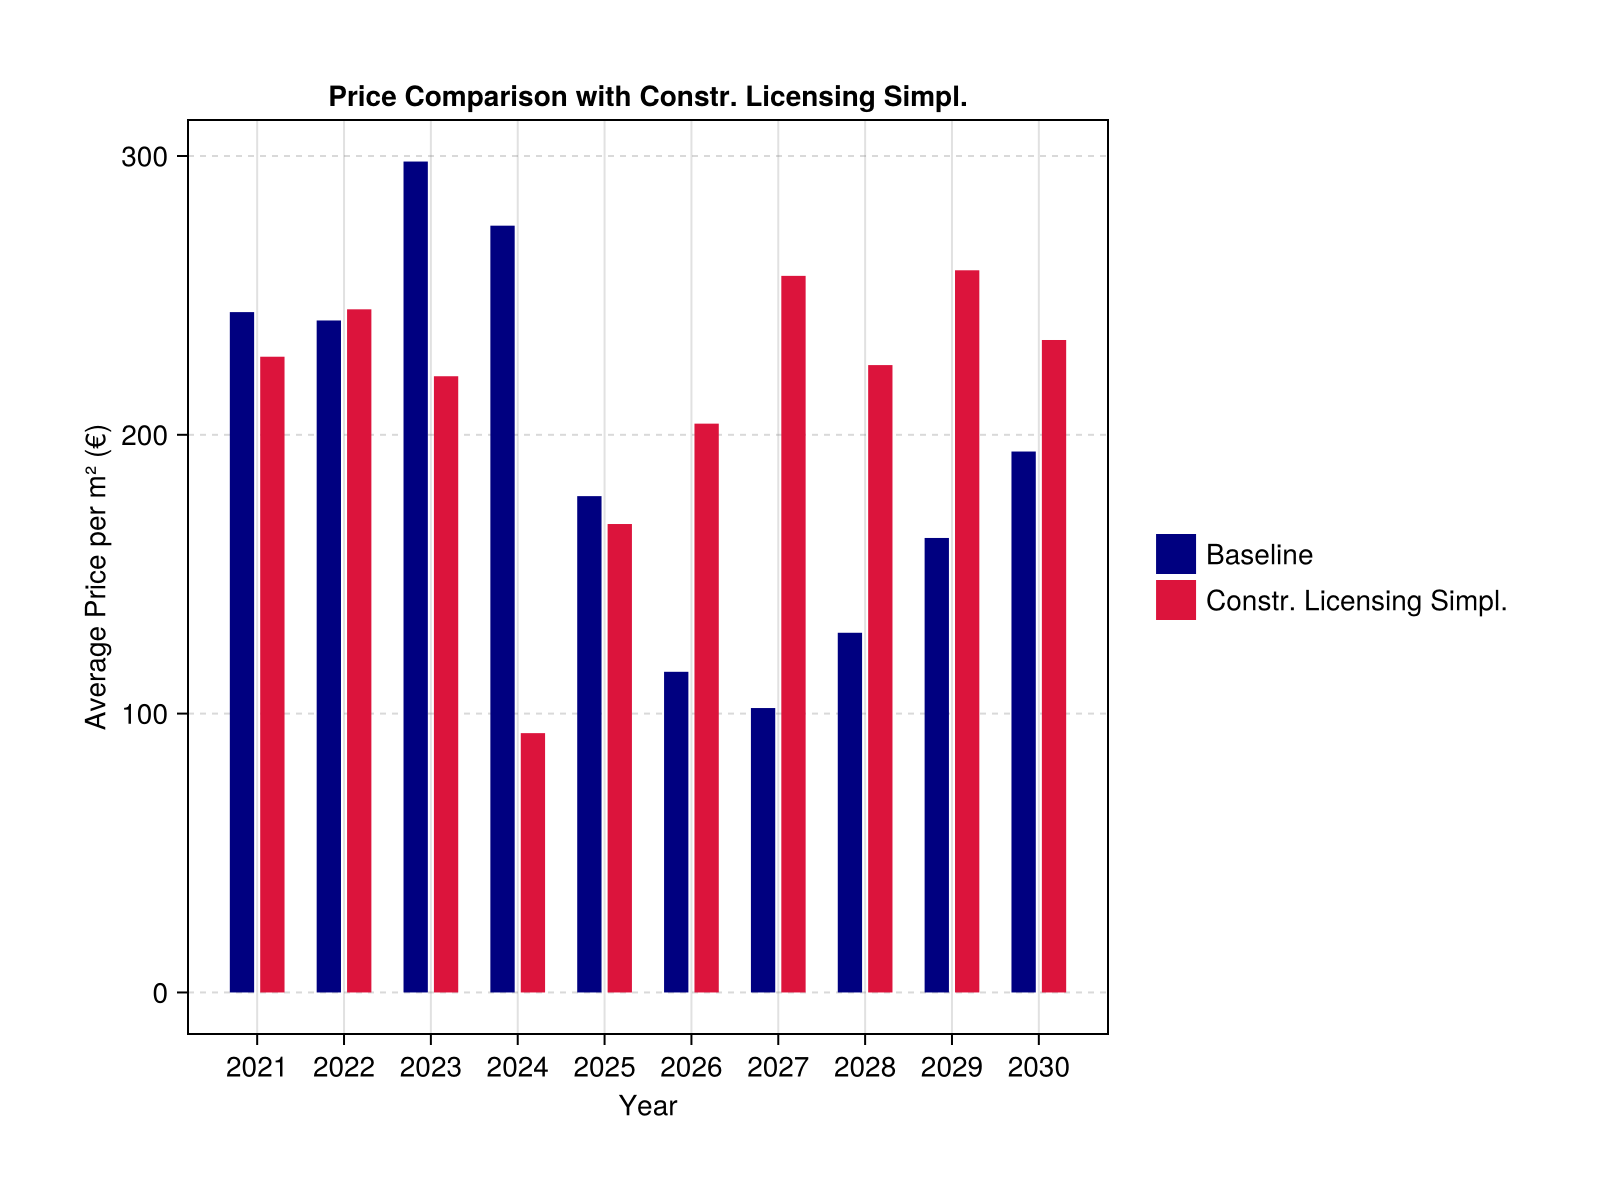 Price Comparison with Constr. Licensing Simpl.
Average Price per m² (€)
300
200
100
0
2021 2022 2023 2024 2025 2026 2027 2028 2029 2030
Year
Baseline
Constr. Licensing Simpl.